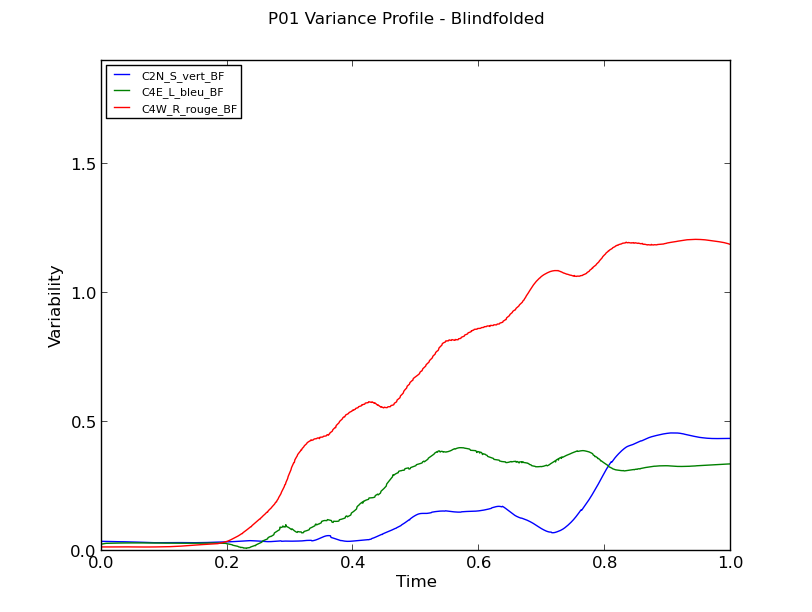 P01 Variance Profile - Blindfolded
C2N_S_vert_BF
C4E_L_bleu_BF
C4W_R_rouge_BF
1.5
1.0
0.5
0.0
Variability
0.0 0.2 0.4 0.6 0.8 1.0
Time